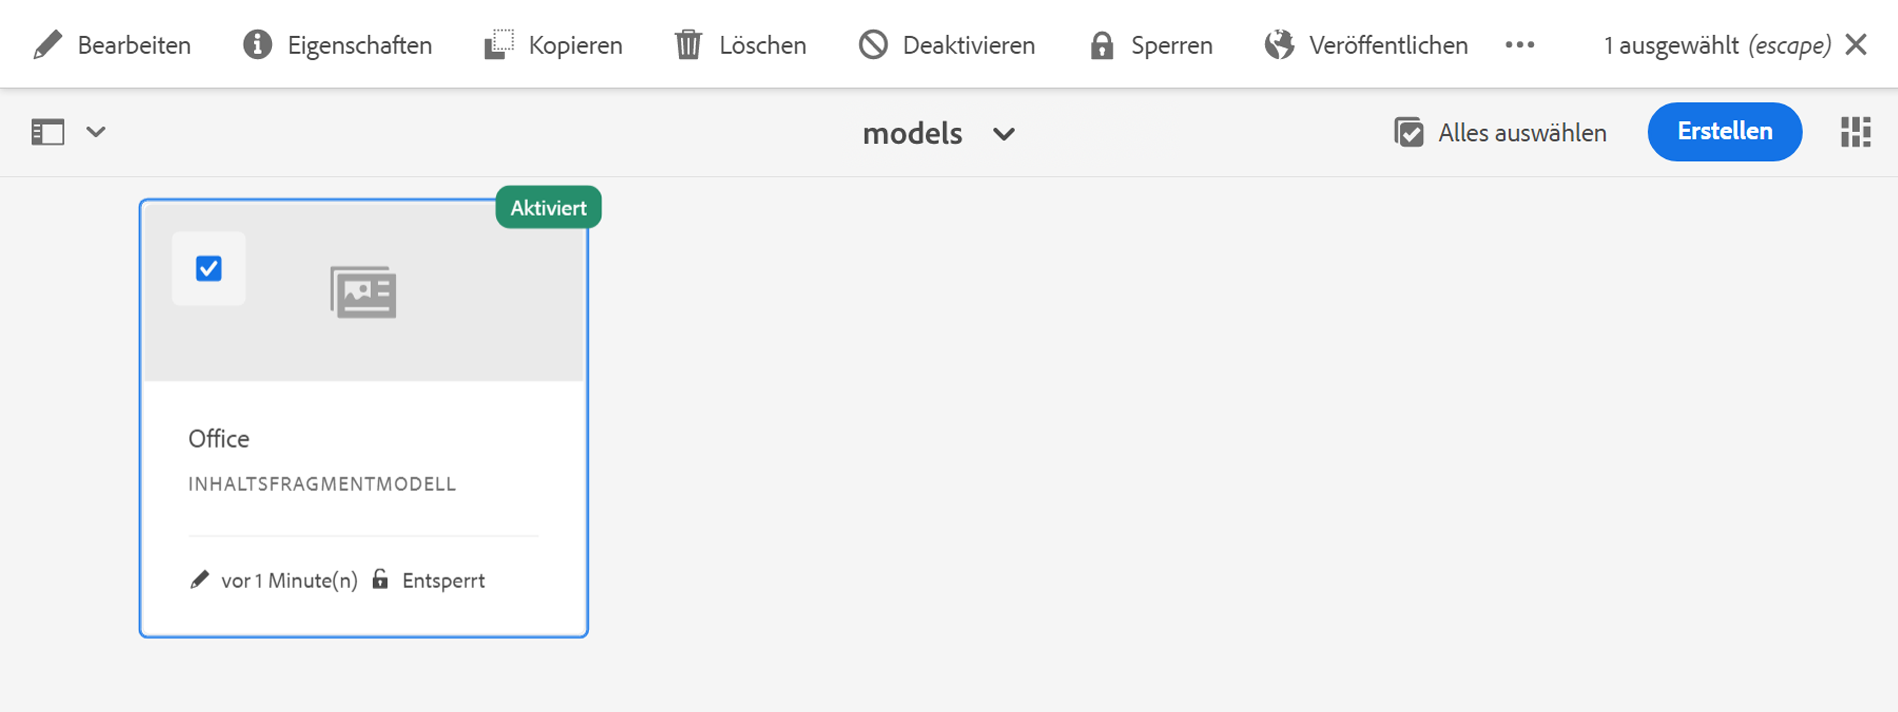 Bearbeiten Eigenschaften Kopieren Löschen Deaktivieren Sperren Veröffentlichen 1 ausgewählt (escape)
models Alles auswählen Erstellen
Aktiviert
Office
INHALTSFRAGMENTMODELL
vor 1 Minute(n) Entsperrt